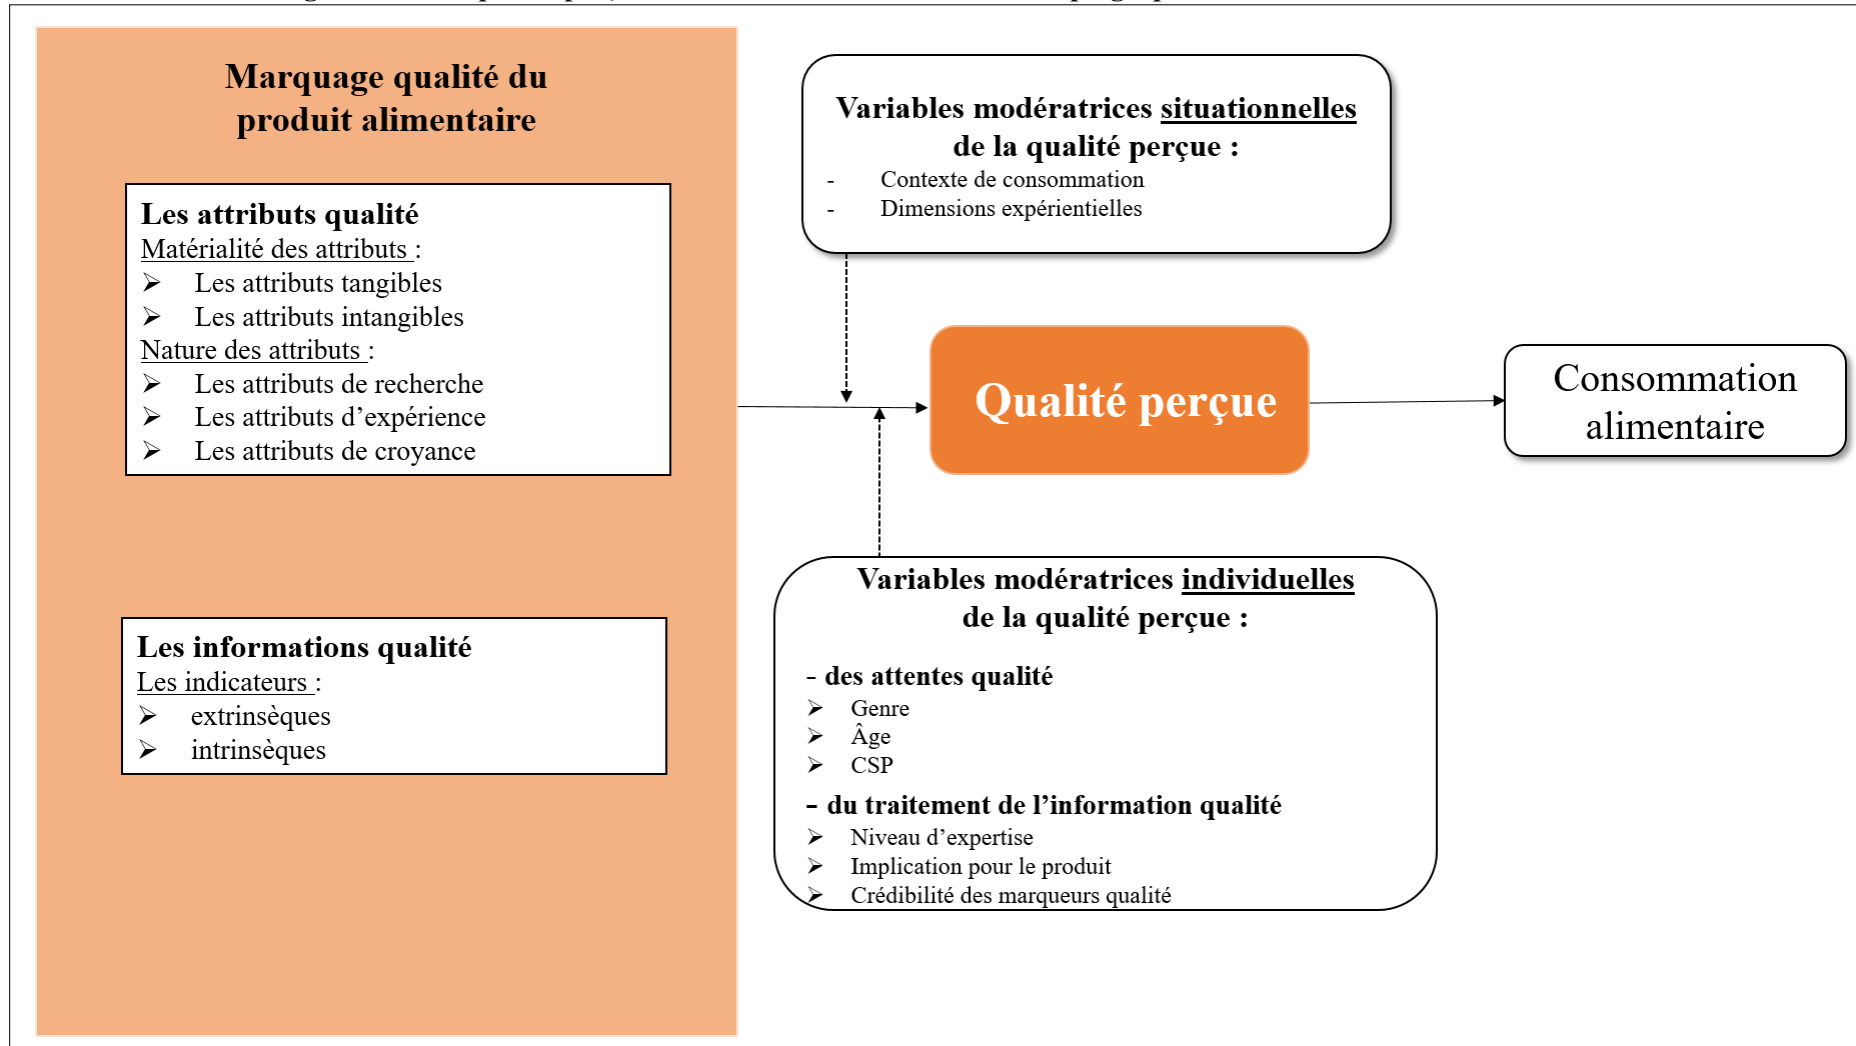 Marquage qualité du
produit alimentaire
Les attributs qualité
Matérialité des attributs :
➢ Les attributs tangibles
➢ Les attributs intangibles
Nature des attributs :
➢ Les attributs de recherche
➢ Les attributs d’expérience
➢ Les attributs de croyance
Les informations qualité
Les indicateurs :
➢ extrinsèques
➢ intrinsèques
Variables modératrices situationnelles
de la qualité perçue :
- Contexte de consommation
- Dimensions expérientielles
Qualité perçue
Consommation
alimentaire
Variables modératrices individuelles
de la qualité perçue :
- des attentes qualité
➢ Genre
➢ Âge
➢ CSP
- du traitement de l’information qualité
➢ Niveau d’expertise
➢ Implication pour le produit
➢ Crédibilité des marqueurs qualité